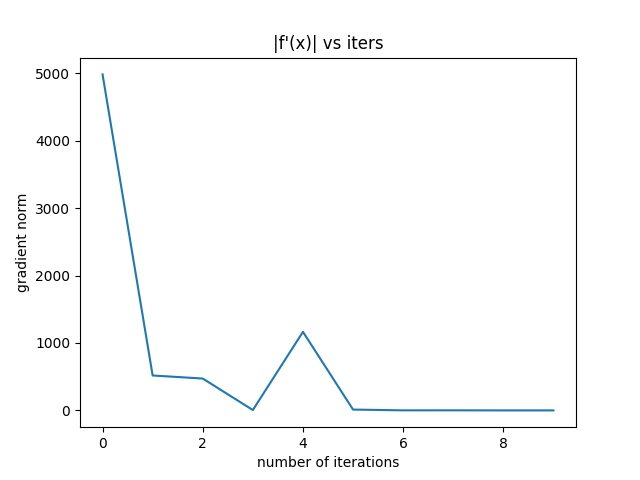 |f'(x)| vs iters
5000
4000
3000
2000
1000
0
gradient norm
0 2 4 6 8
number of iterations